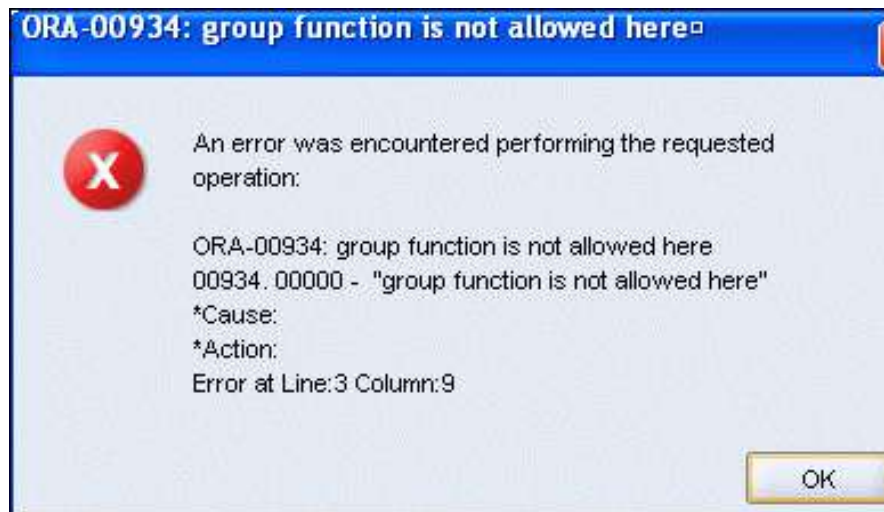 ORA-00934: group function is not allowed here¤
X
An error was encountered performing the requested
operation:
ORA-00934: group function is not allowed here
00934. 00000 - "group function is not allowed here"
*Cause:
*Action:
Error at Line:3 Column:9
OK